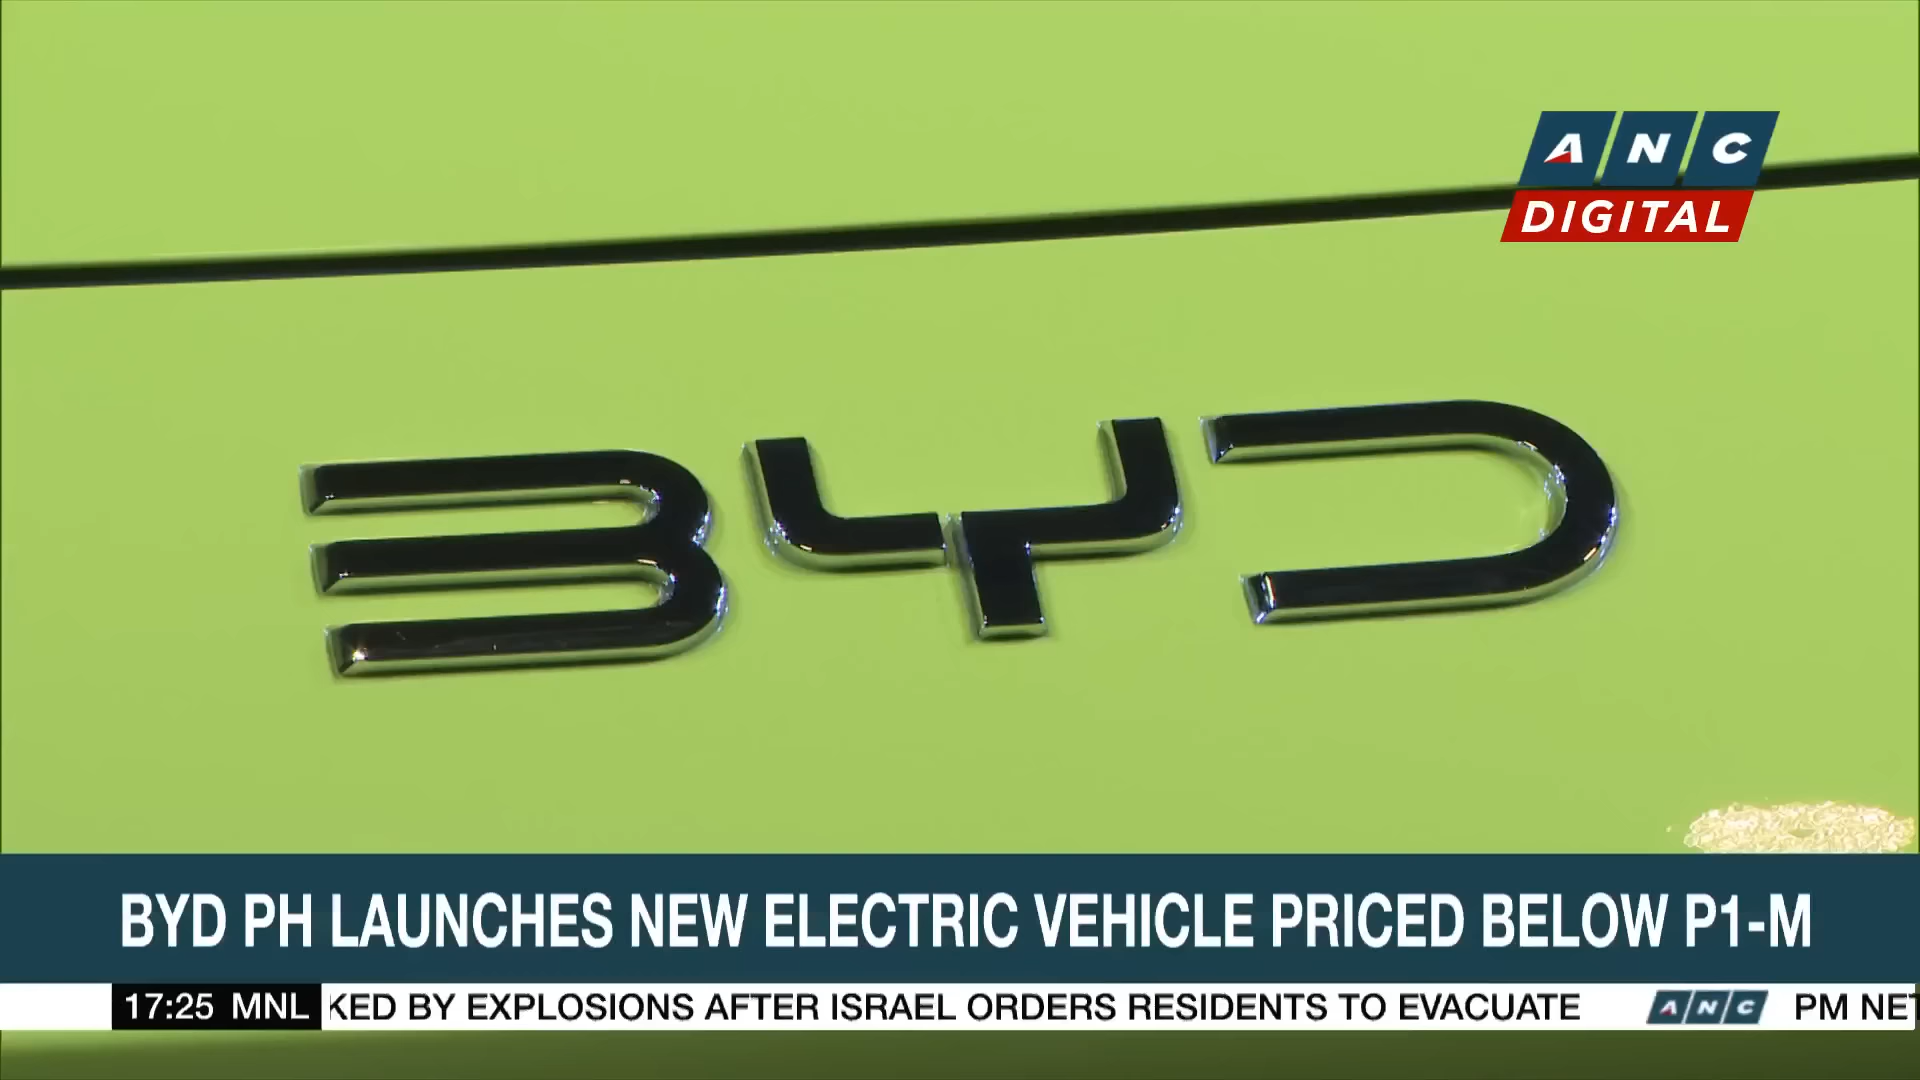 ANC
DIGITAL
BYD
BYD PH LAUNCHES NEW ELECTRIC VEHICLE PRICED BELOW P1-M
17:25 MNL KED BY EXPLOSIONS AFTER ISRAEL ORDERS RESIDENTS TO EVACUATE ANC PM NET